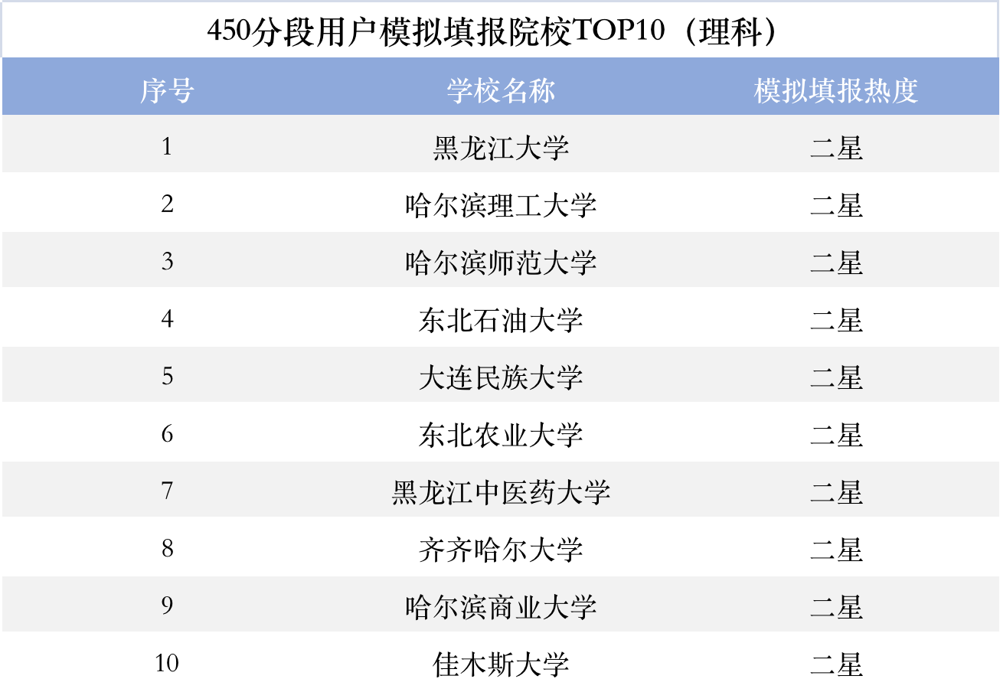 450分段用户模拟填报院校TOP10（理科）
序号 学校名称 模拟填报热度
1 黑龙江大学 二星
2 哈尔滨理工大学 二星
3 哈尔滨师范大学 二星
4 东北石油大学 二星
5 大连民族大学 二星
6 东北农业大学 二星
7 黑龙江中医药大学 二星
8 齐齐哈尔大学 二星
9 哈尔滨商业大学 二星
10 佳木斯大学 二星